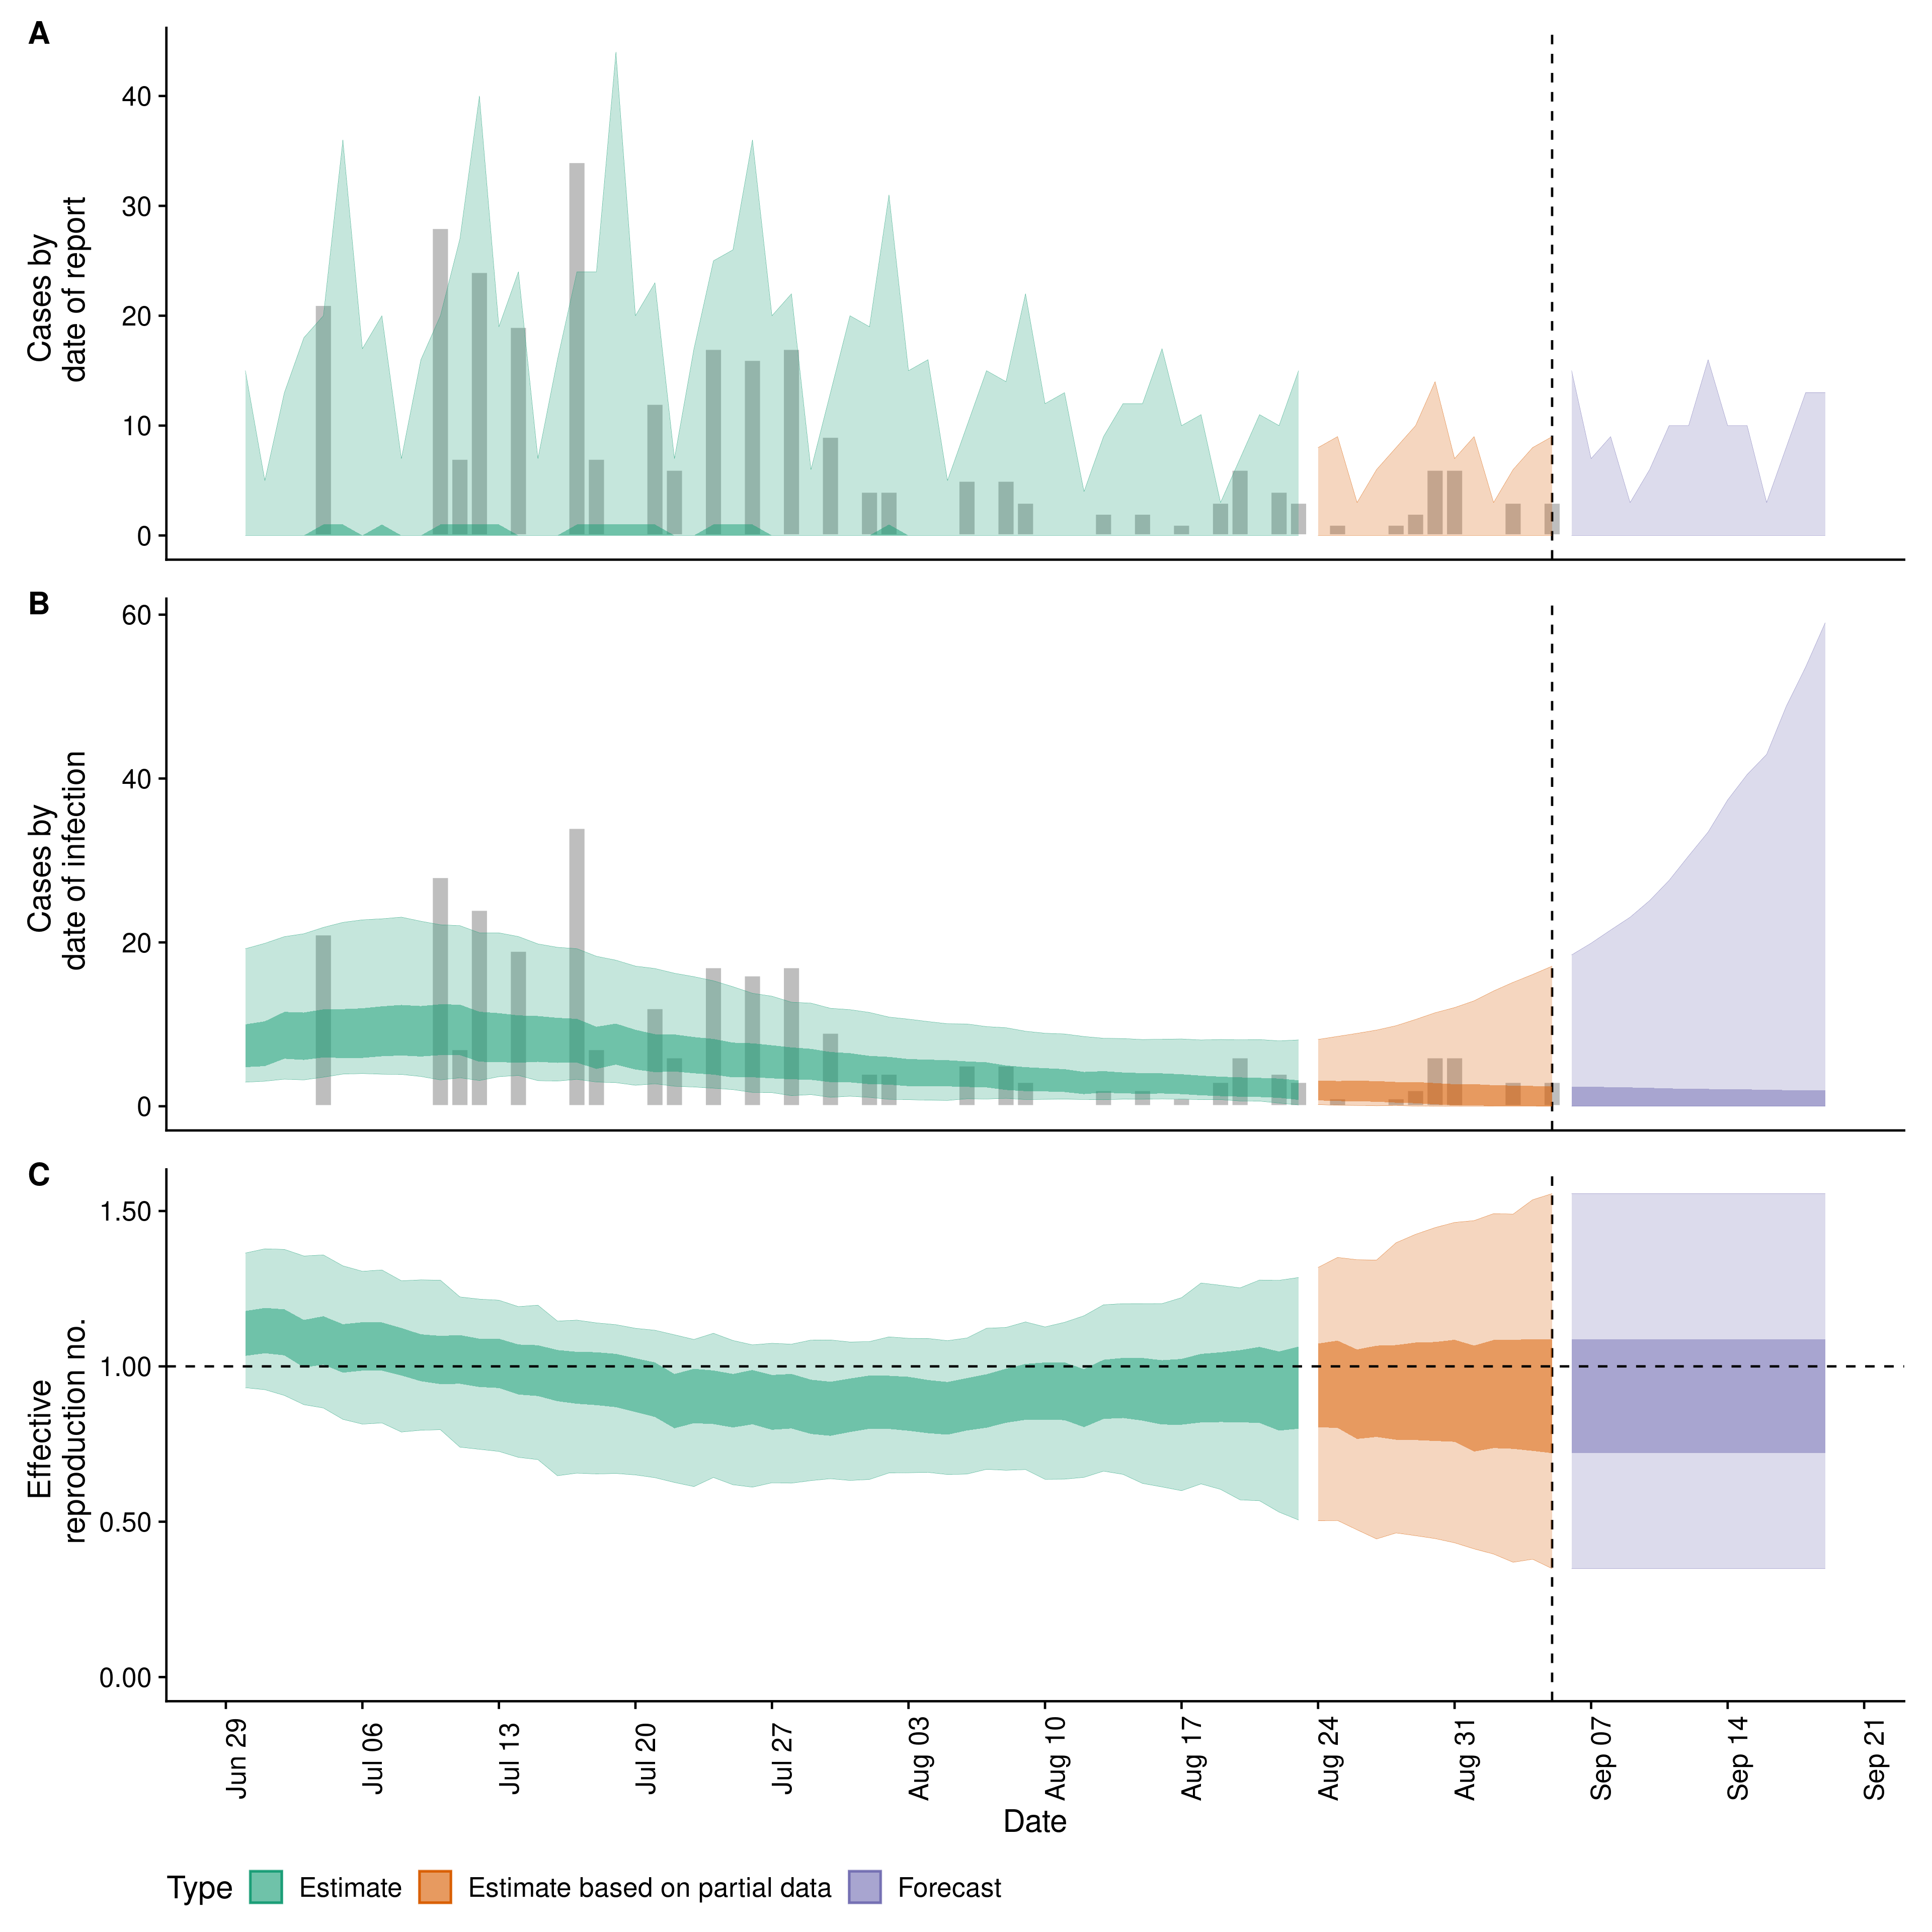 A
Cases by
date of report
40
30
20
10
0
B
Cases by
date of infection
60
40
20
0
C
Effective
reproduction no.
1.50
1.00
0.50
0.00
Jun 29
Jul 06
Jul 13
Jul 20
Jul 27
Aug 03
Aug 10
Aug 17
Aug 24
Aug 31
Sep 07
Sep 14
Sep 21
Date
Type Estimate Estimate based on partial data Forecast